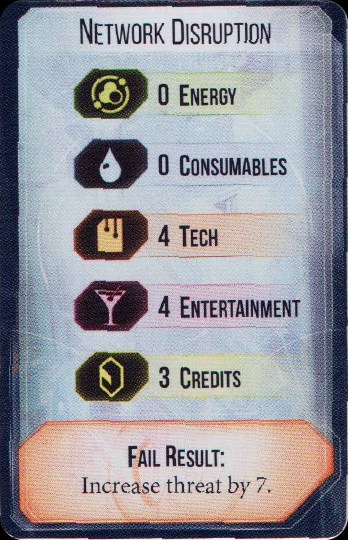 Network Disruption
0 Energy
0 Consumables
4 Tech
4 Entertainment
3 Credits
Fail Result:
Increase threat by 7.